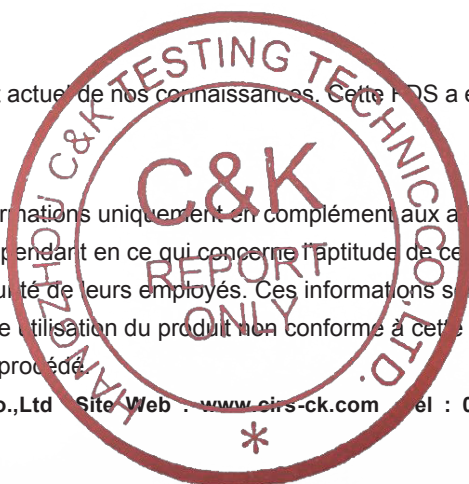 t actuel de nos connaissances. Cette FDS a é
rmations uniquement en complément aux a
pendant en ce qui concerne l'aptitude de ce
urité de leurs employés. Ces informations s
e utilisation du produit non conforme à cette
procédé.
o.,Ltd Site Web : www.cirs-ck.com Tel : 0
HANGZHOU C&K TESTING TECHNIC CO., LTD.
C&K
REPORT
ONLY
*